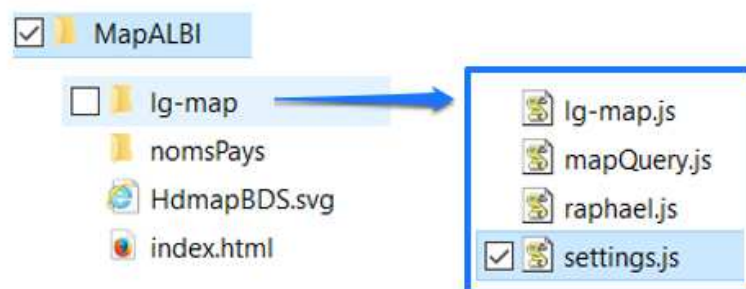 MapALBI
lg-map
nomsPays
HdmapBDS.svg
index.html
lg-map.js
mapQuery.js
raphael.js
settings.js